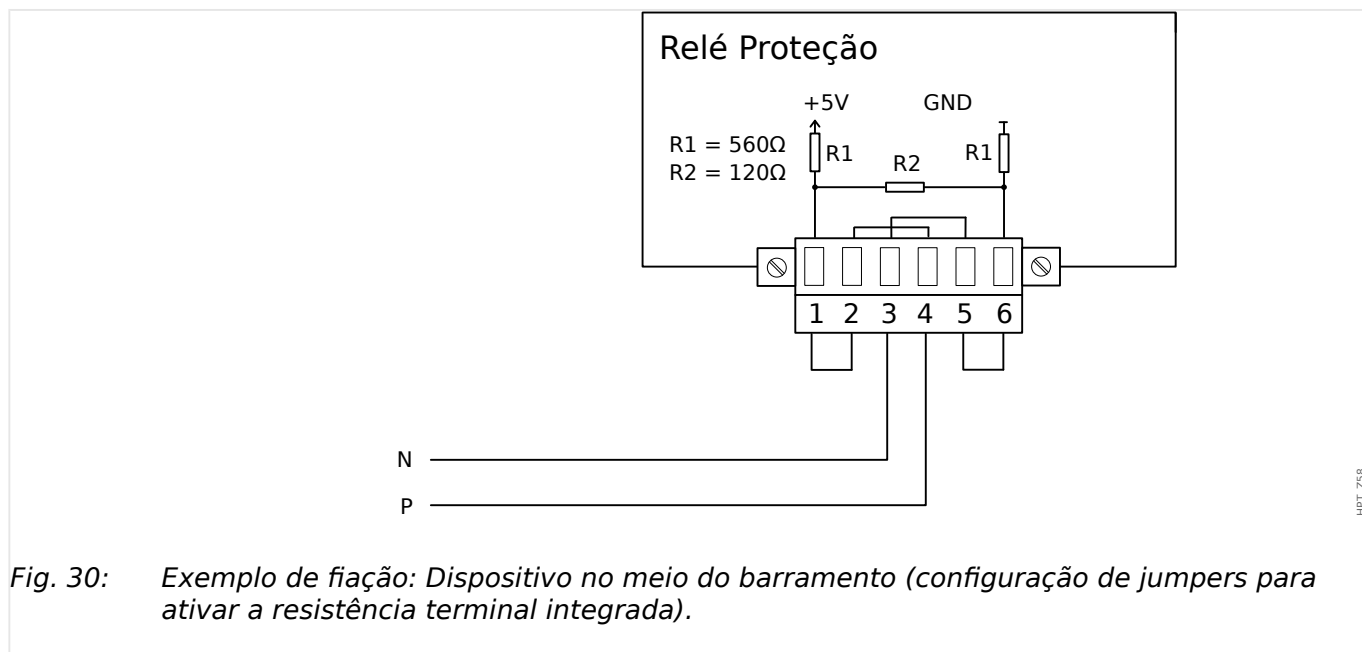 Relé Proteção
+5V GND
R1 = 560Ω
R2 = 120Ω
R1 R2 R1
1 2 3 4 5 6
N
P
HPT_Z58
Fig. 30: Exemplo de fiação: Dispositivo no meio do barramento (configuração de jumpers para
ativar a resistência terminal integrada).